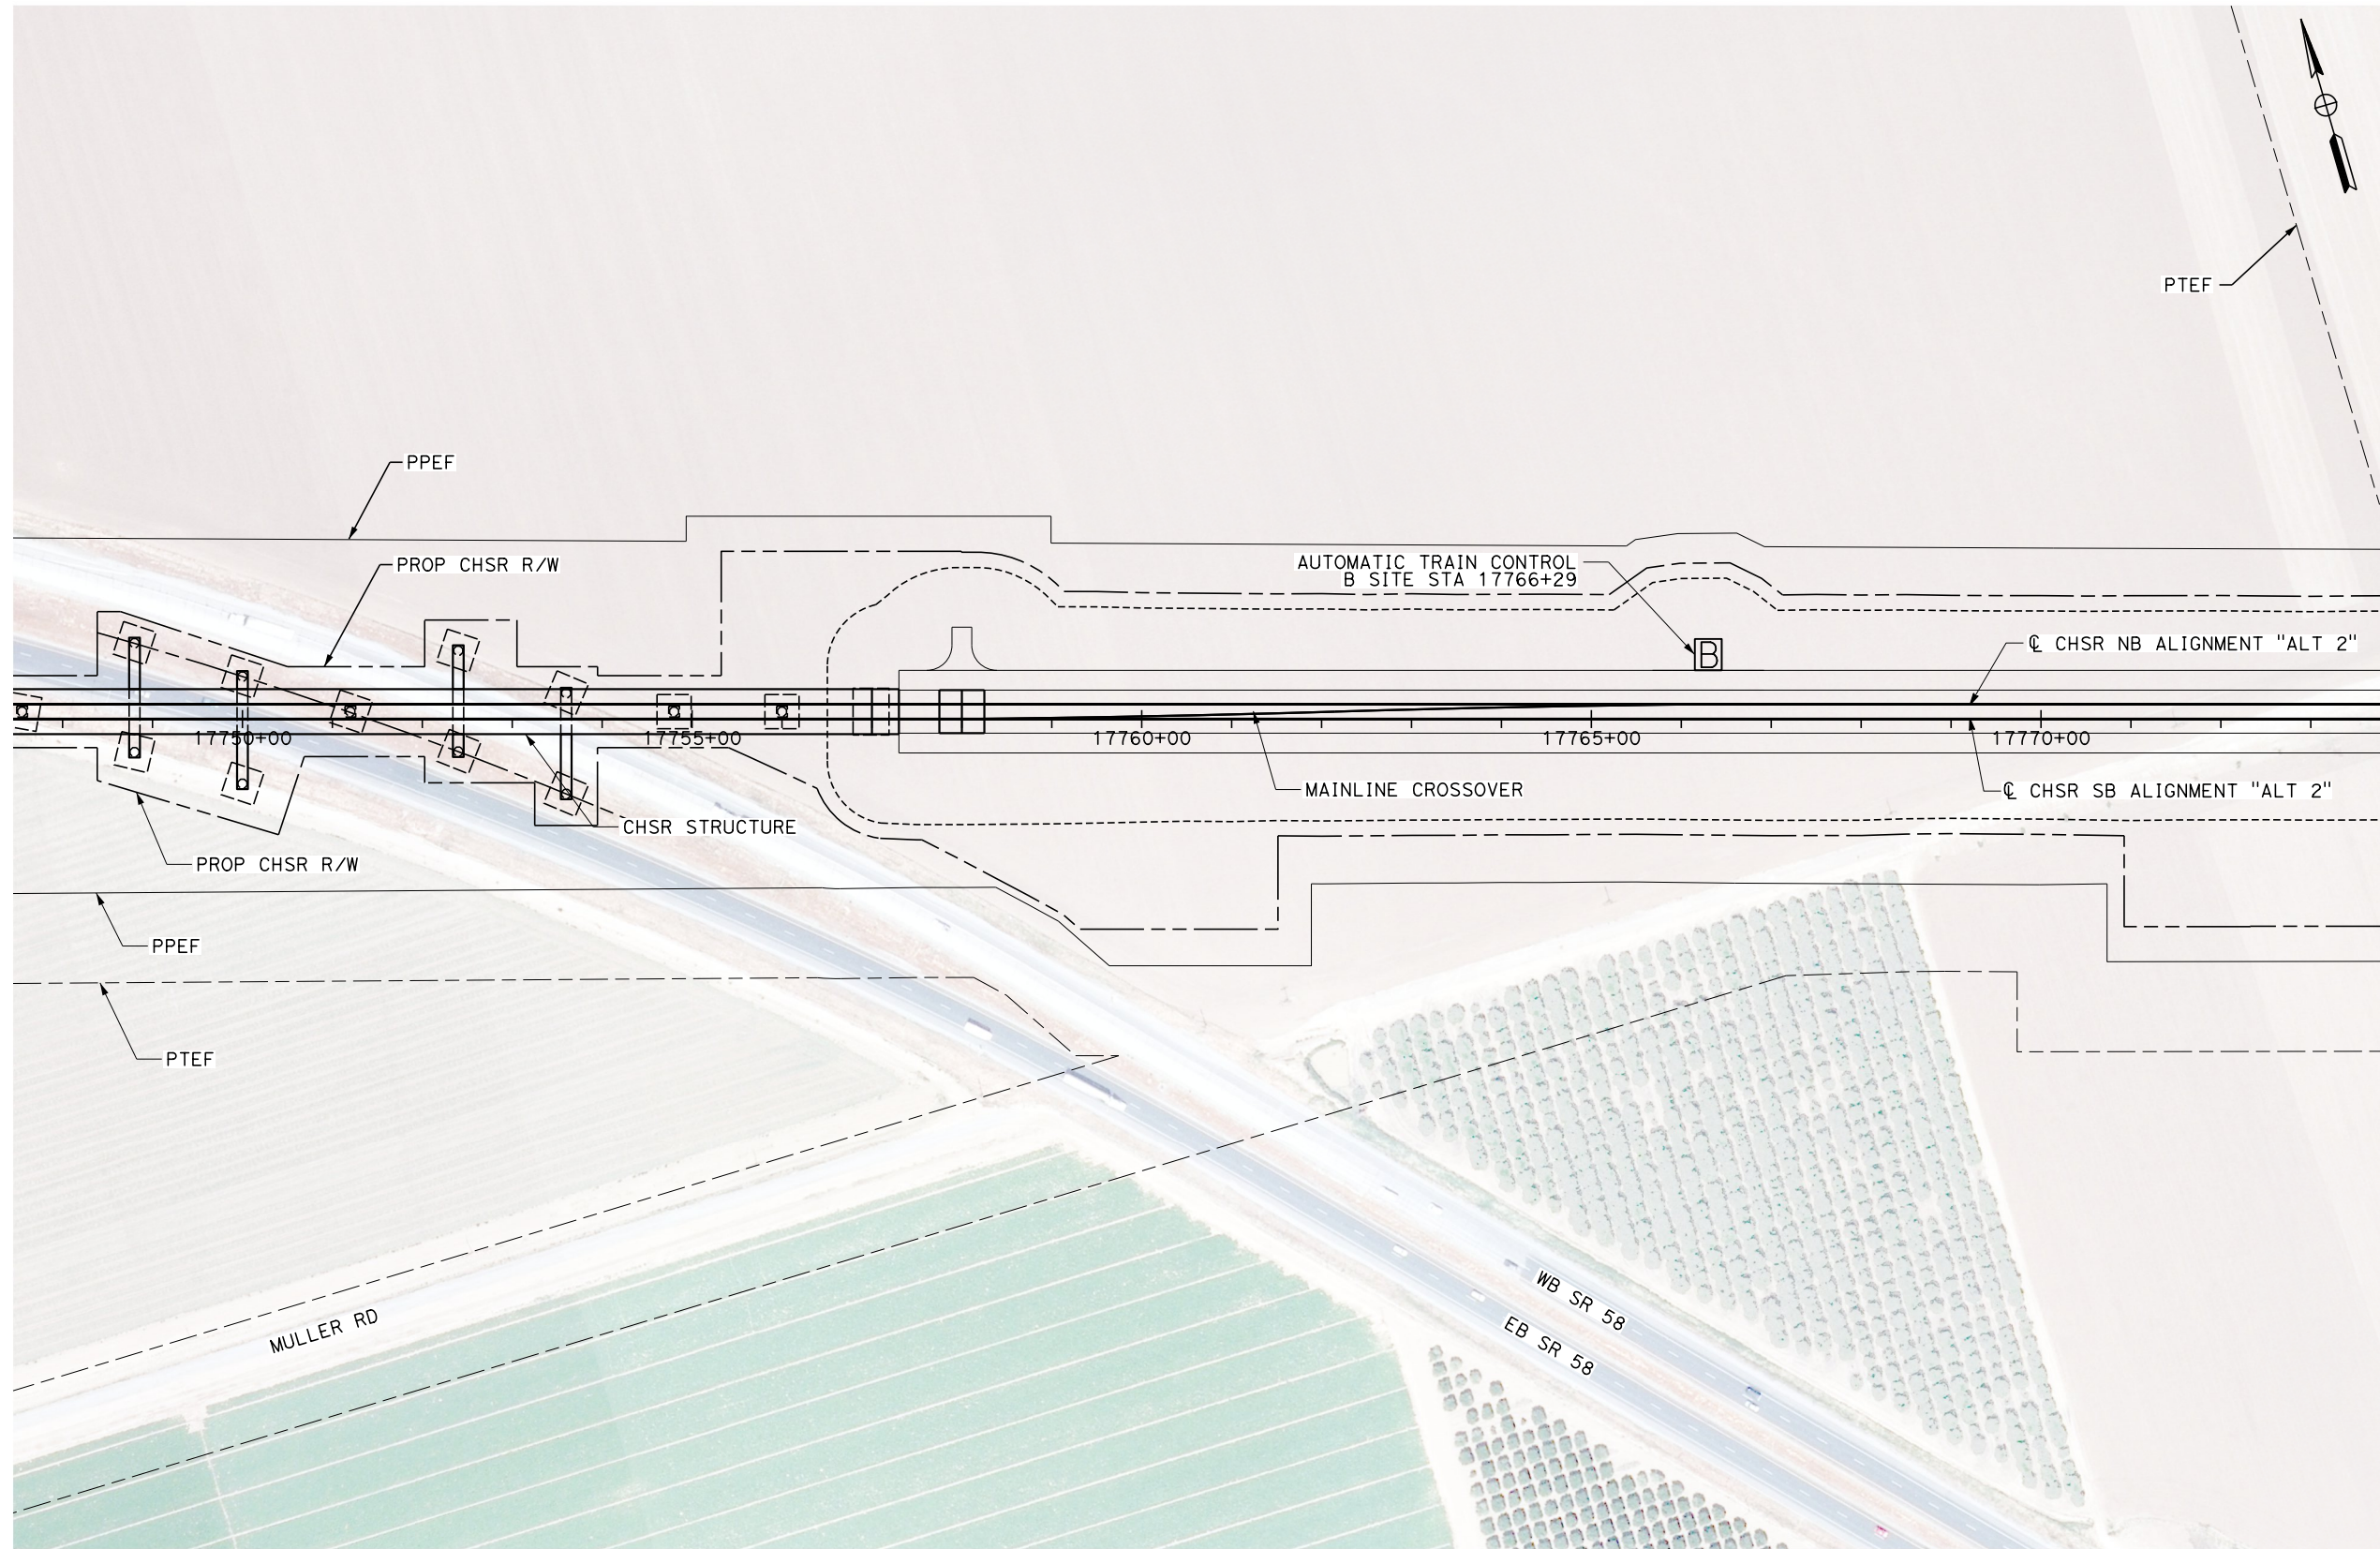 PTEF
PPEF
PROP CHSR R/W
AUTOMATIC TRAIN CONTROL
B SITE STA 17766+29
B
℄ CHSR NB ALIGNMENT "ALT 2"
17750+00
17755+00
17760+00
17765+00
17770+00
MAINLINE CROSSOVER
℄ CHSR SB ALIGNMENT "ALT 2"
CHSR STRUCTURE
PROP CHSR R/W
PPEF
PTEF
WB SR 58
EB SR 58
MULLER RD